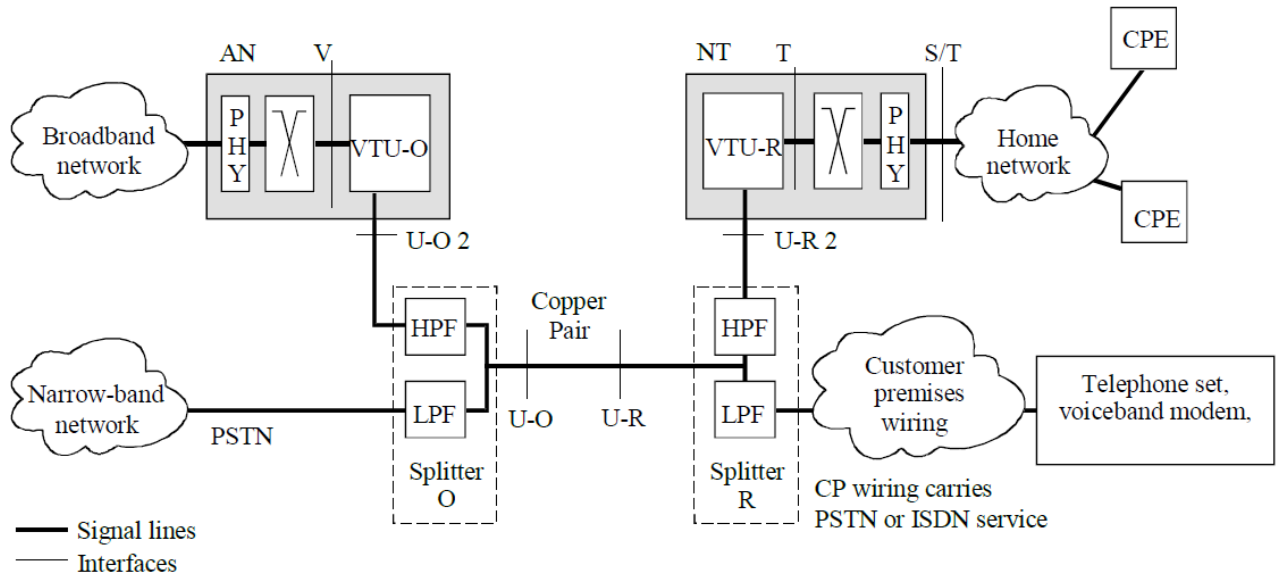 AN
V
NT
T
S/T
CPE
Broadband
network
P
H
Y
VTU-O
VTU-R
P
H
Y
Home
network
CPE
U-O 2
U-R 2
Copper
Pair
HPF
HPF
Narrow-band
network
PSTN
LPF
U-O
U-R
LPF
Customer
premises
wiring
Telephone set,
voiceband modem,
Splitter
O
Splitter
R
CP wiring carries
PSTN or ISDN service
Signal lines
Interfaces